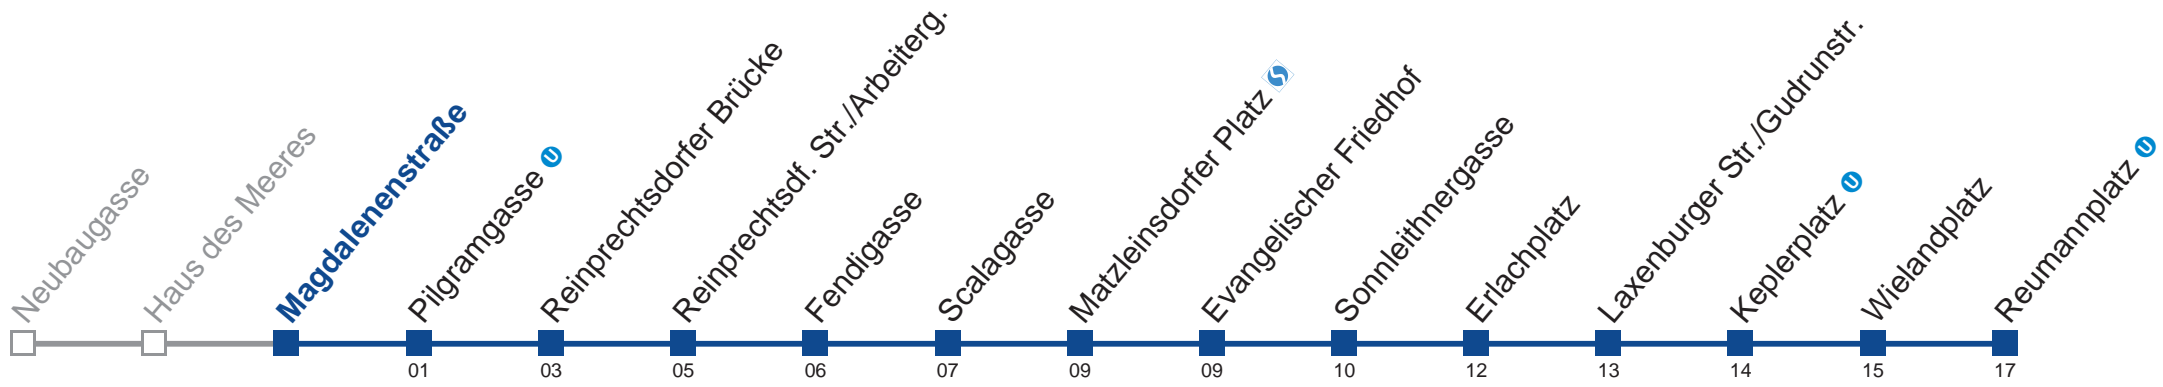 Neubaugasse
Haus des Meeres
Magdalenenstraße
Pilgramgasse U
Reinprechtsdorfer Brücke
Reinprechtsdf. Str./Arbeiterg.
Fendigasse
Scalagasse
Matzleinsdorfer Platz S
Evangelischer Friedhof
Sonnleithnergasse
Erlachplatz
Laxenburger Str./Gudrunstr.
Keplerplatz U
Wielandplatz
Reumannplatz U
01 03 05 06 07 09 09 10 12 13 14 15 17